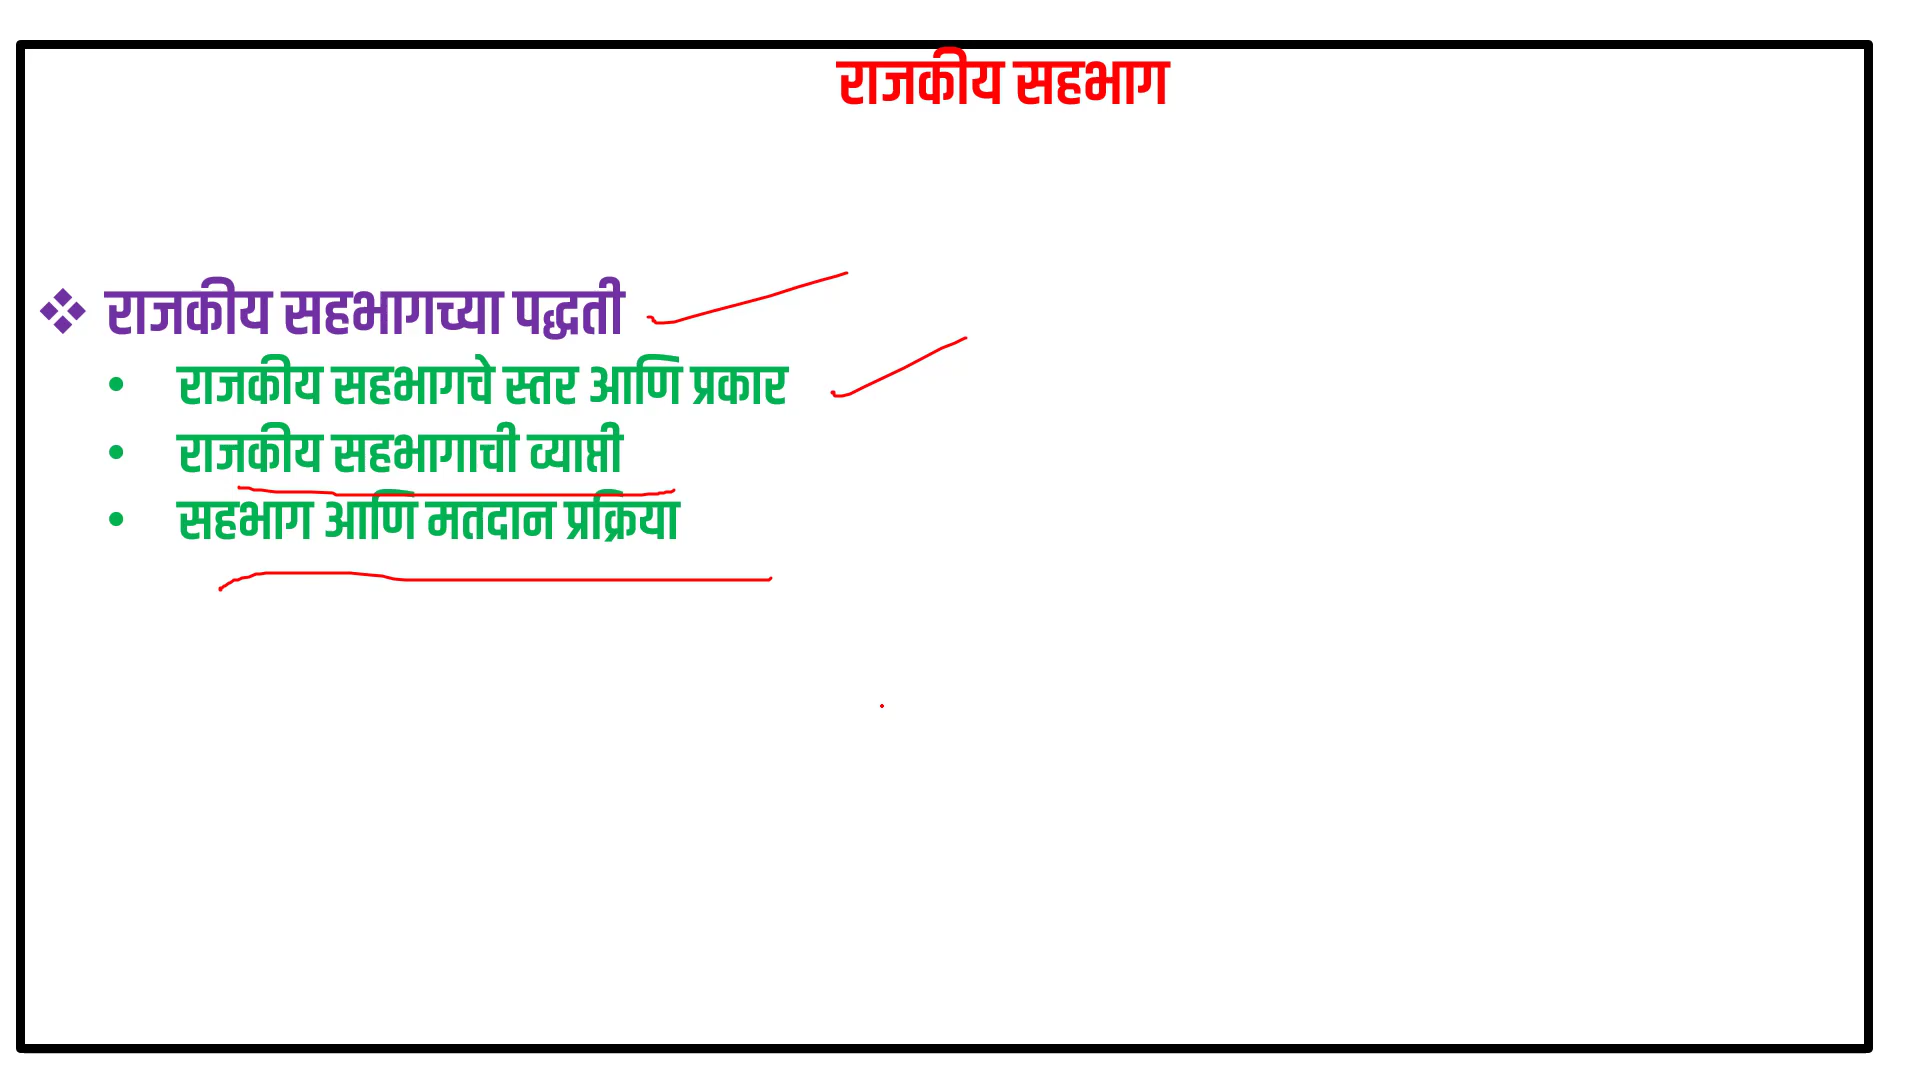 राजकीय सहभाग
❖ राजकीय सहभागच्या पद्धती
• राजकीय सहभागचे स्तर आणि प्रकार
• राजकीय सहभागाची व्याप्ती
• सहभाग आणि मतदान प्रक्रिया